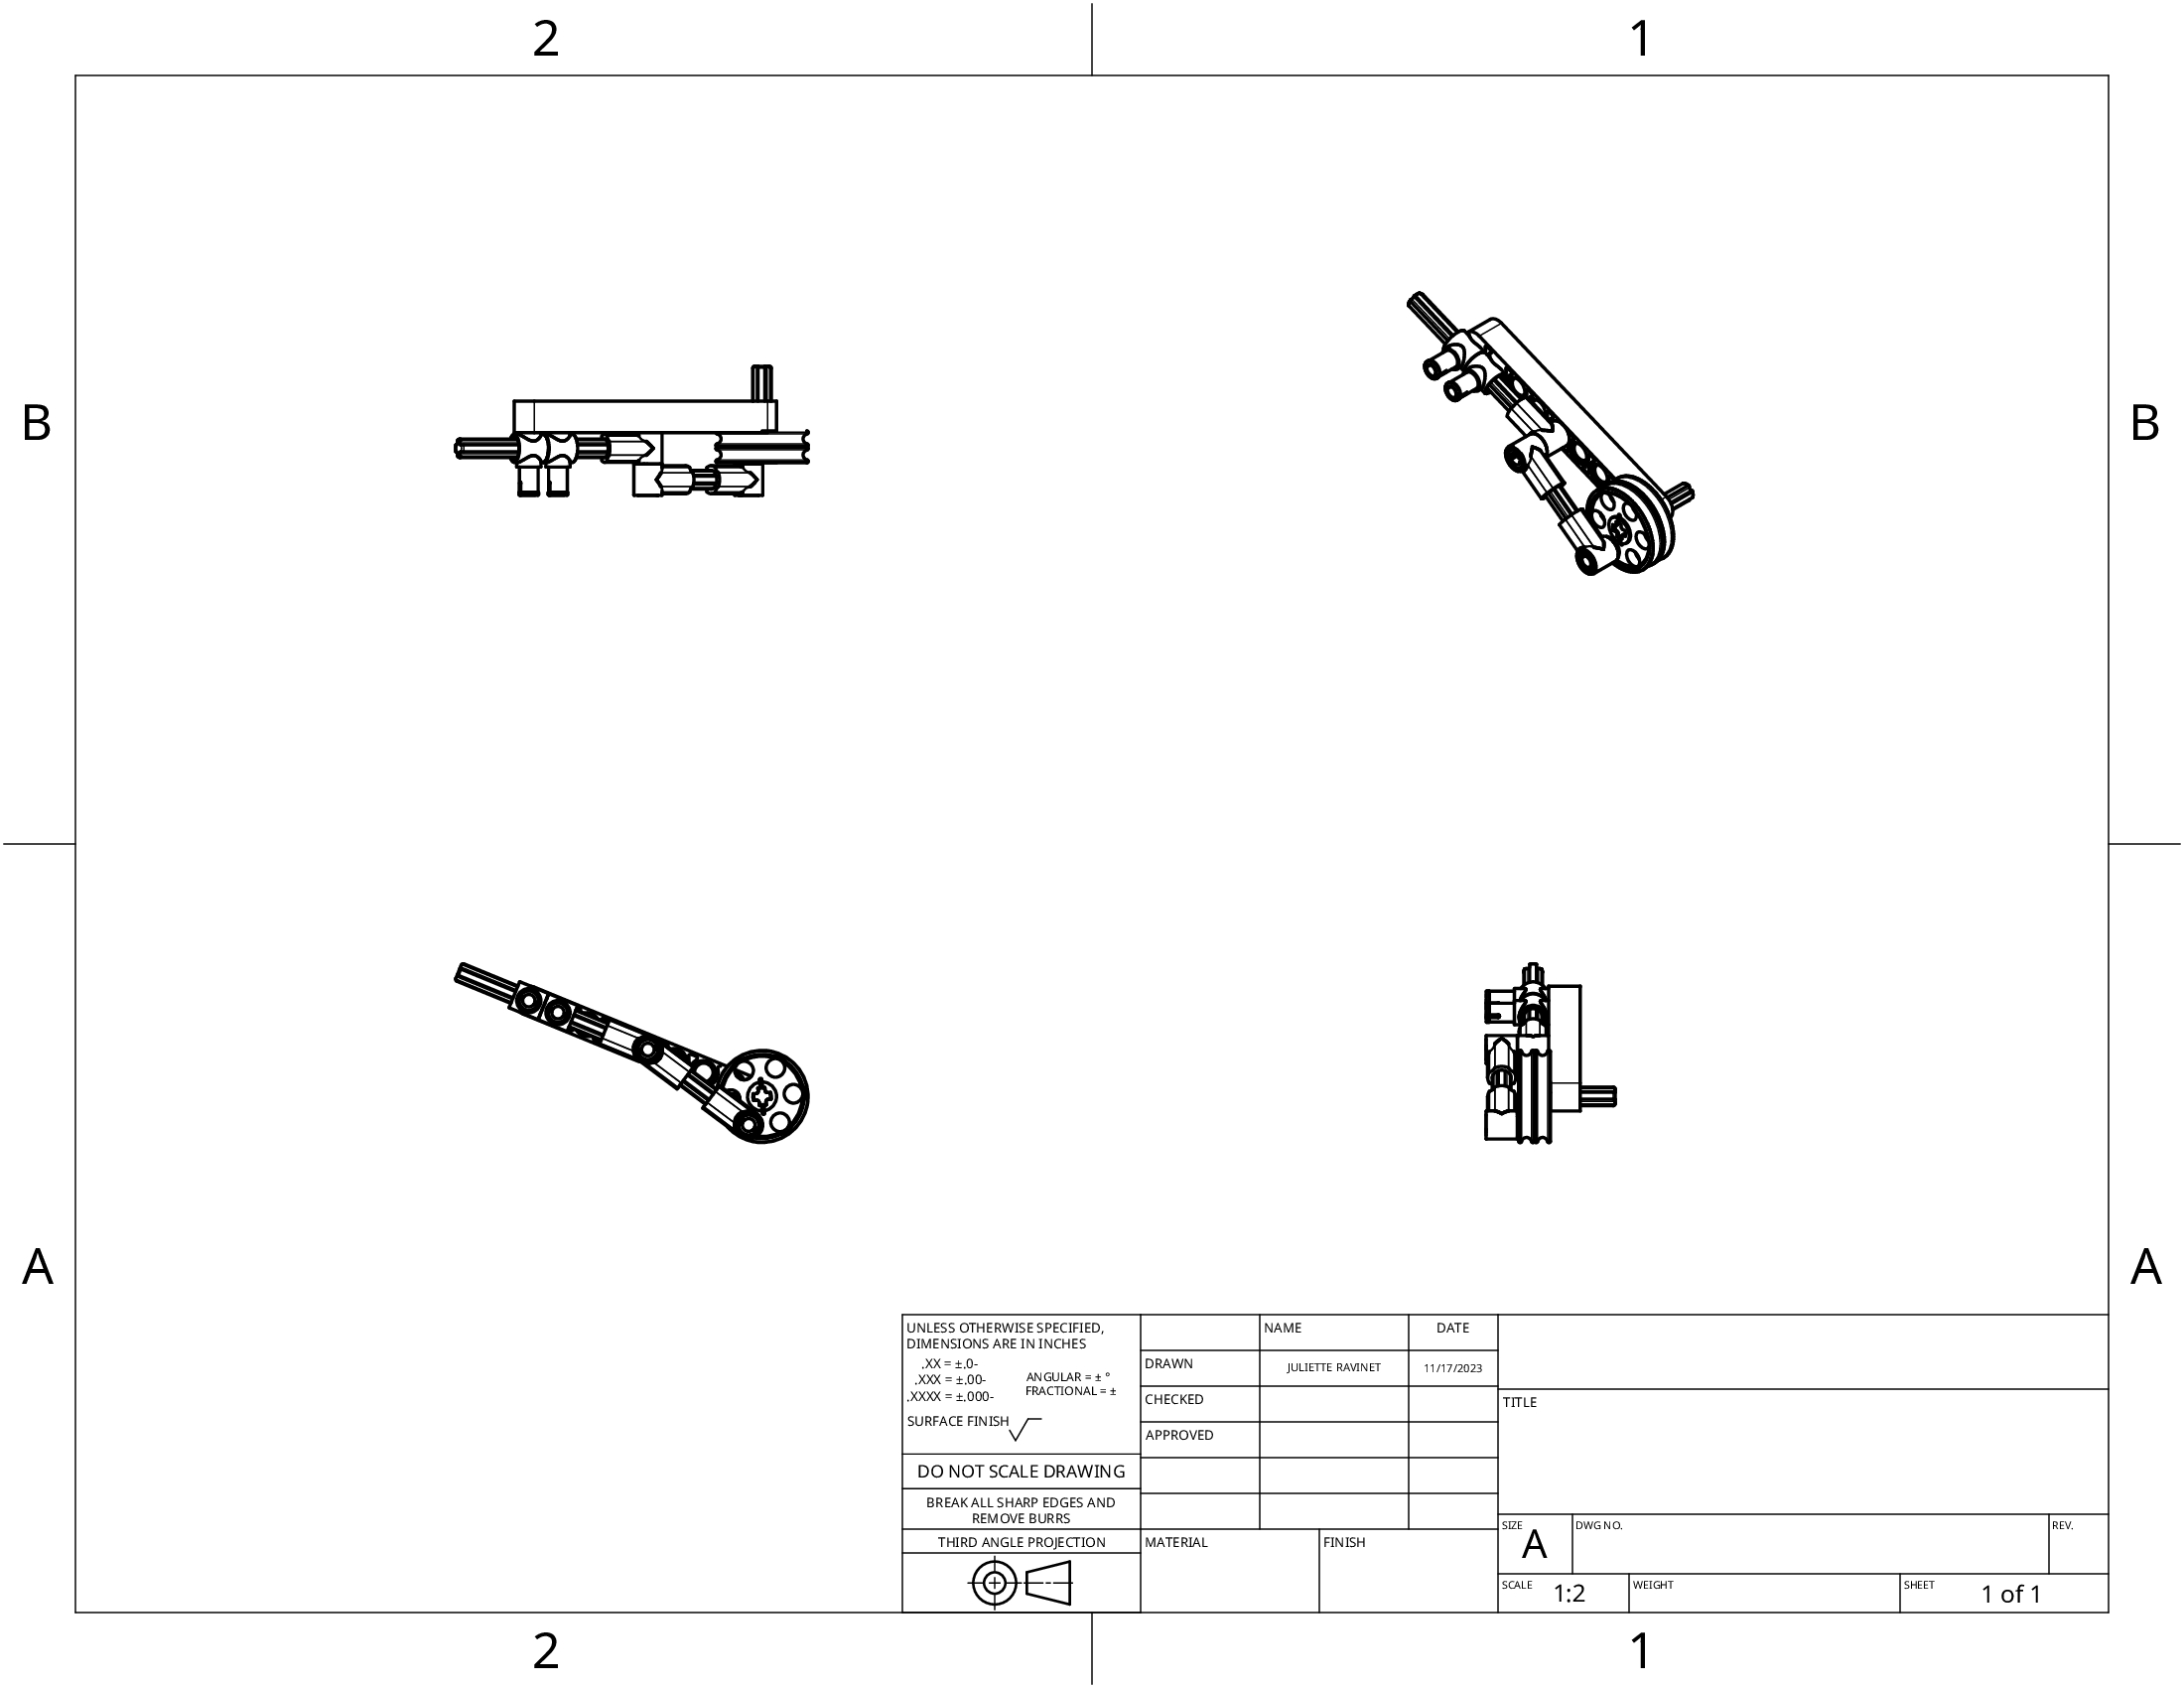 2 1
B B
A A
UNLESS OTHERWISE SPECIFIED,
DIMENSIONS ARE IN INCHES
.XX = ±.0-
.XXX = ±.00-
.XXXX = ±.000-
ANGULAR = ± °
FRACTIONAL = ±
SURFACE FINISH
DO NOT SCALE DRAWING
BREAK ALL SHARP EDGES AND
REMOVE BURRS
THIRD ANGLE PROJECTION
NAME DATE
DRAWN JULIETTE RAVINET 11/17/2023
CHECKED
APPROVED
MATERIAL FINISH
TITLE
SIZE A DWG NO. REV.
SCALE 1:2 WEIGHT SHEET 1 of 1
2 1